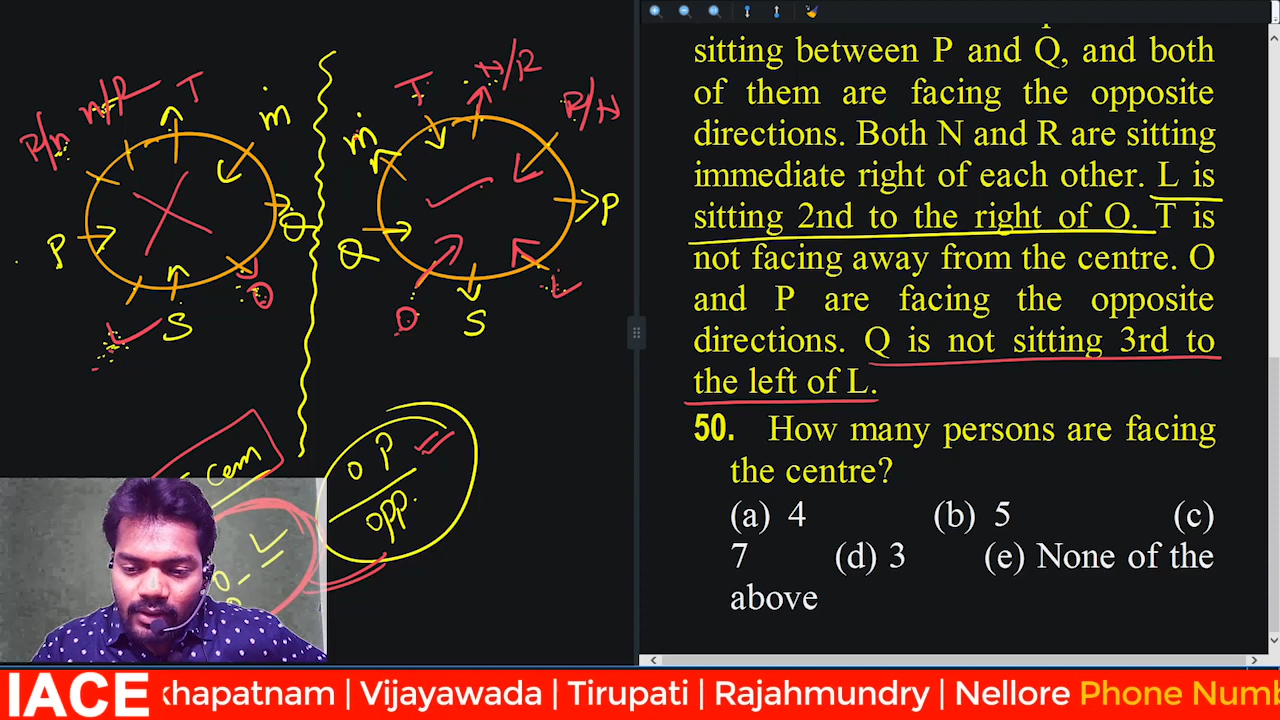 sitting between P and Q, and both
of them are facing the opposite
directions. Both N and R are sitting
immediate right of each other. L is
sitting 2nd to the right of O. T is
not facing away from the centre. O
and P are facing the opposite
directions. Q is not sitting 3rd to
the left of L.
50. How many persons are facing
the centre?
(a) 4 (b) 5 (c)
7 (d) 3 (e) None of the
above
R/n n/R T m
P Q
L S O
m T N/R R/N
Q P
O S L
cem
O P
opp.
L
IACE khapatnam | Vijayawada | Tirupati | Rajahmundry | Nellore Phone Numb